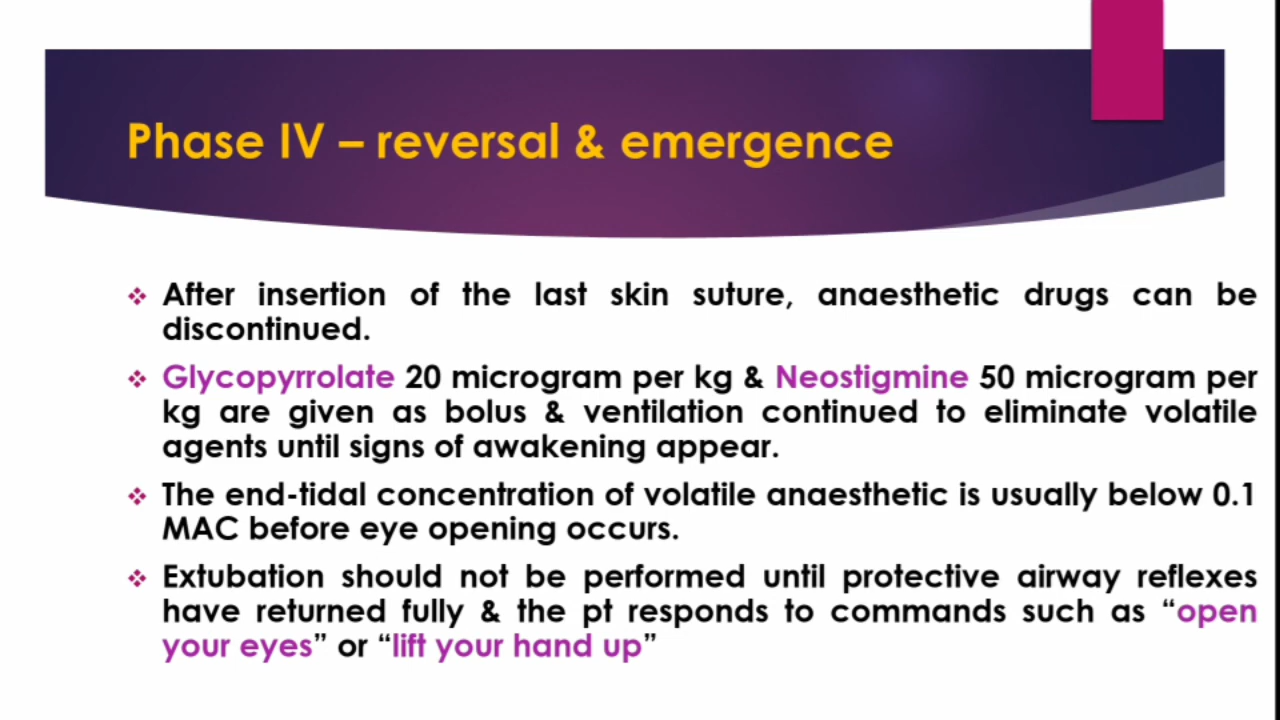 Phase IV – reversal & emergence
After insertion of the last skin suture, anaesthetic drugs can be
discontinued.
Glycopyrrolate 20 microgram per kg & Neostigmine 50 microgram per
kg are given as bolus & ventilation continued to eliminate volatile
agents until signs of awakening appear.
The end-tidal concentration of volatile anaesthetic is usually below 0.1
MAC before eye opening occurs.
Extubation should not be performed until protective airway reflexes
have returned fully & the pt responds to commands such as “open
your eyes” or “lift your hand up”